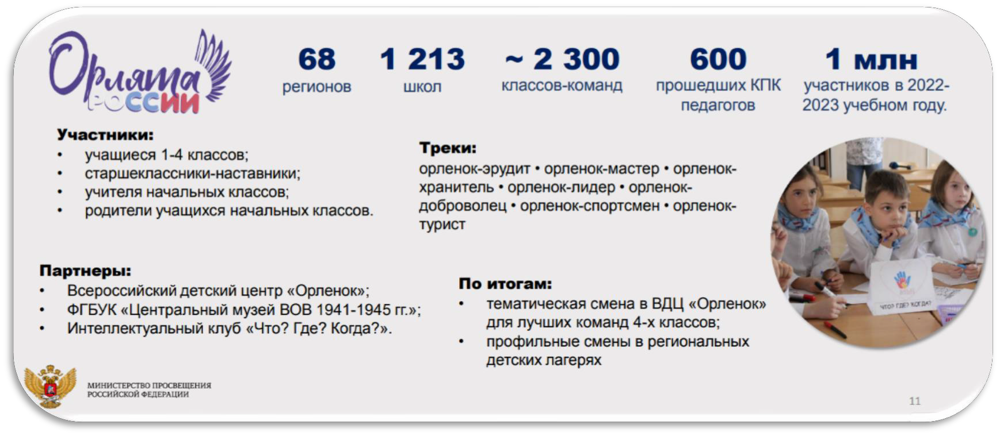 Орлята
РОССИИ
68
регионов
1 213
школ
~ 2 300
классов-команд
600
прошедших КПК
педагогов
1 млн
участников в 2022-
2023 учебном году.
Участники:
• учащиеся 1-4 классов;
• старшеклассники-наставники;
• учителя начальных классов;
• родители учащихся начальных классов.
Треки:
орленок-эрудит • орленок-мастер • орленок-
хранитель • орленок-лидер • орленок-
доброволец • орленок-спортсмен • орленок-
турист
Партнеры:
• Всероссийский детский центр «Орленок»;
• ФГБУК «Центральный музей ВОВ 1941-1945 гг.»;
• Интеллектуальный клуб «Что? Где? Когда?».
По итогам:
• тематическая смена в ВДЦ «Орленок»
для лучших команд 4-х классов;
• профильные смены в региональных
детских лагерях
ЧТО? ГДЕ? КОГДА?
МИНИСТЕРСТВО ПРОСВЕЩЕНИЯ
РОССИЙСКОЙ ФЕДЕРАЦИИ
11